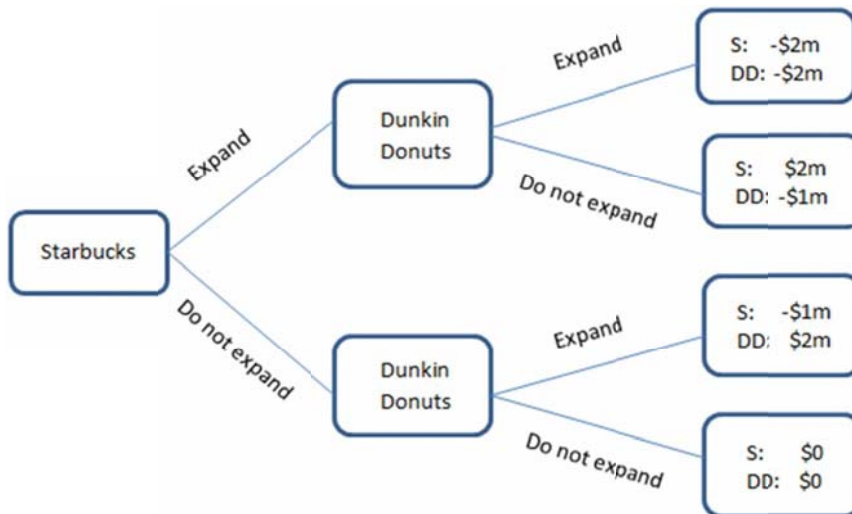 Expand
S: -$2m
DD: -$2m
Dunkin
Donuts
Expand
Do not expand
S: $2m
DD: -$1m
Starbucks
Do not expand
Expand
S: -$1m
DD: $2m
Dunkin
Donuts
Do not expand
S: $0
DD: $0